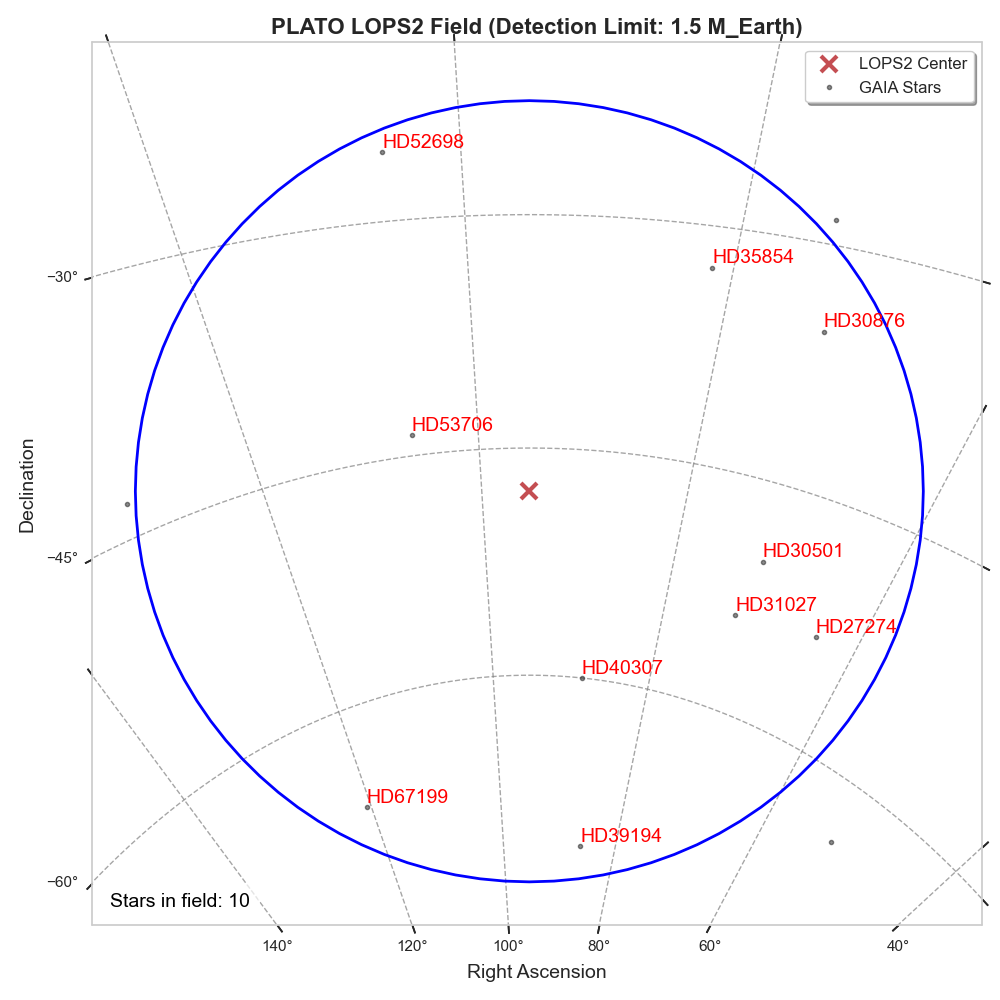 PLATO LOPS2 Field (Detection Limit: 1.5 M_Earth)
LOPS2 Center
GAIA Stars
HD52698
HD35854
−30°
HD30876
HD53706
Declination
HD30501
−45°
HD31027
HD27274
HD40307
HD67199
HD39194
−60°
Stars in field: 10
140° 120° 100° 80° 60° 40°
Right Ascension